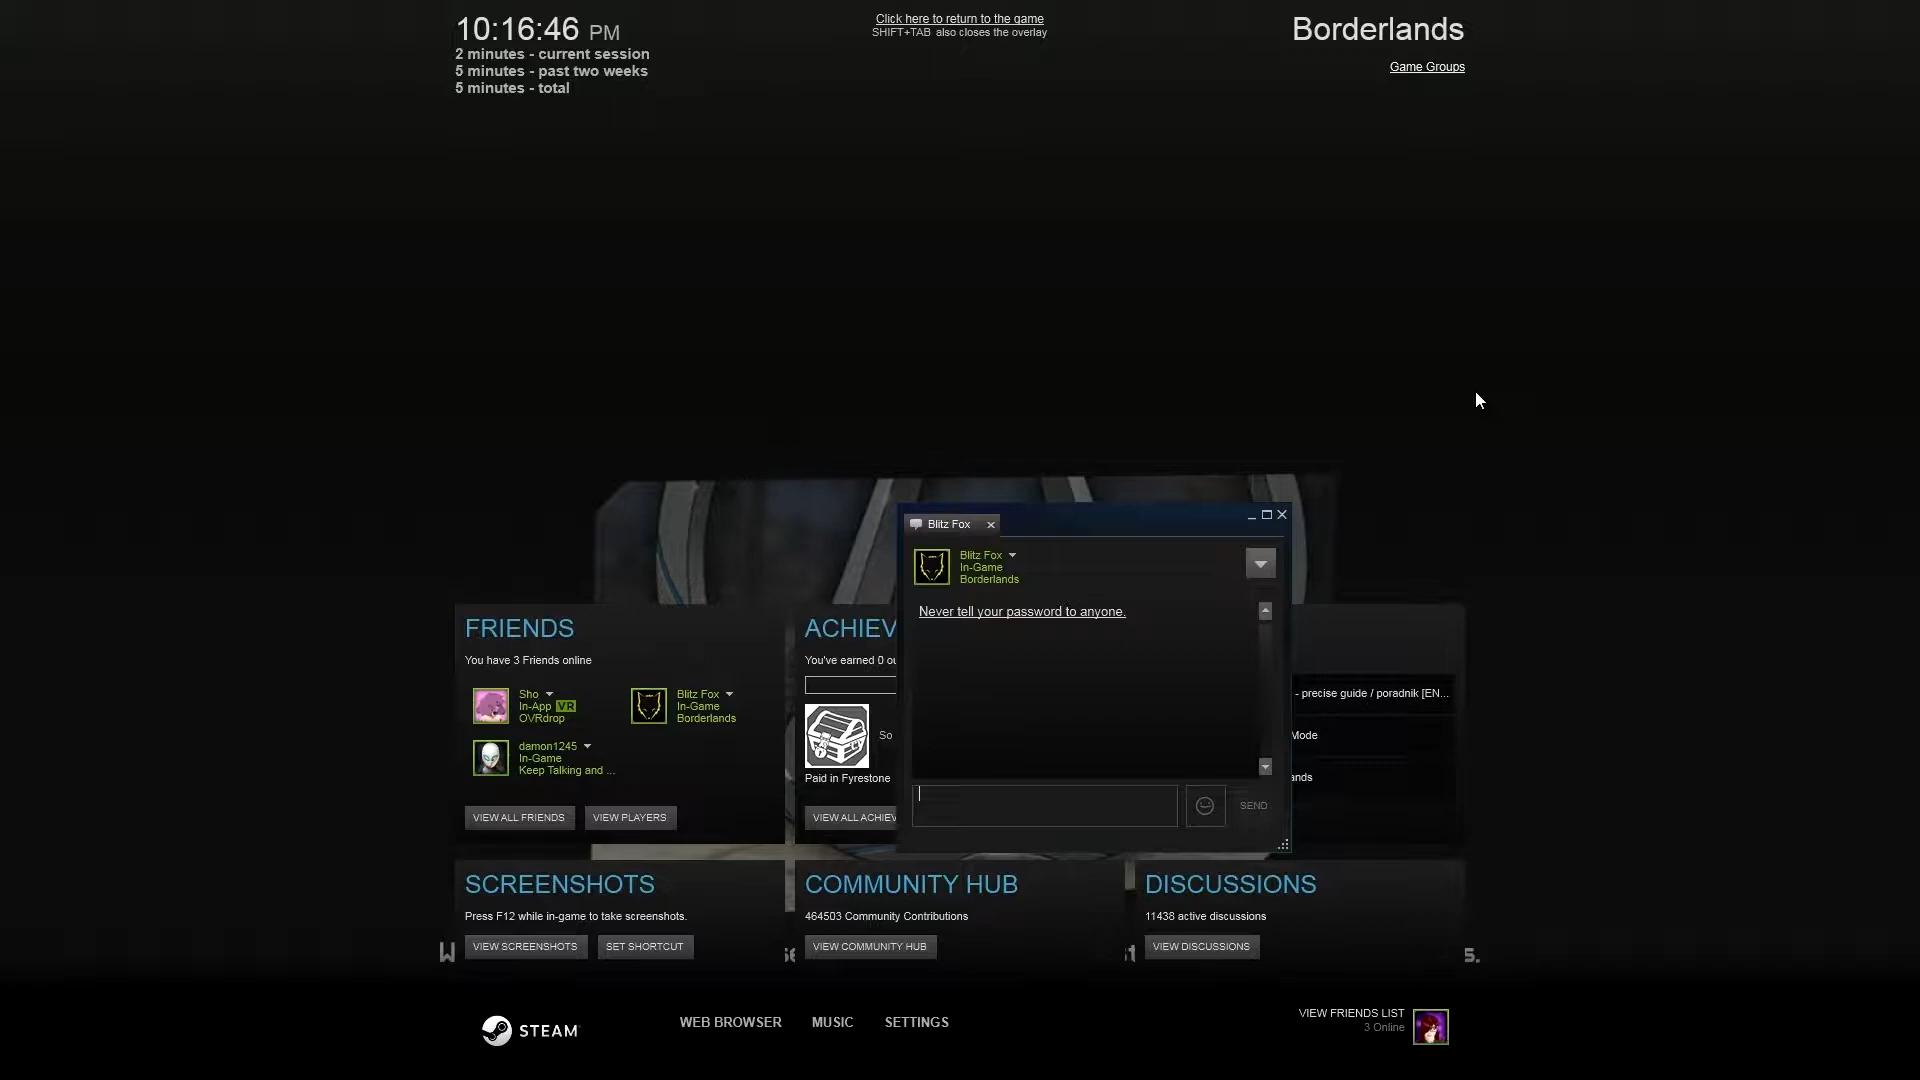 10:16:46 PM
2 minutes - current session
5 minutes - past two weeks
5 minutes - total
Click here to return to the game
SHIFT+TAB also closes the overlay
Borderlands
Game Groups
Blitz Fox
Blitz Fox
In-Game
Borderlands
Never tell your password to anyone.
SEND
FRIENDS
You have 3 Friends online
Sho
In-App VR
OVRdrop
Blitz Fox
In-Game
Borderlands
damon1245
In-Game
Keep Talking and ...
VIEW ALL FRIENDS
VIEW PLAYERS
ACHIEV
You've earned 0 ou
So
Paid in Fyrestone
VIEW ALL ACHIEV
- precise guide / poradnik [EN...
Mode
ands
SCREENSHOTS
Press F12 while in-game to take screenshots.
VIEW SCREENSHOTS
SET SHORTCUT
COMMUNITY HUB
464503 Community Contributions
VIEW COMMUNITY HUB
DISCUSSIONS
11438 active discussions
VIEW DISCUSSIONS
STEAM
WEB BROWSER
MUSIC
SETTINGS
VIEW FRIENDS LIST
3 Online